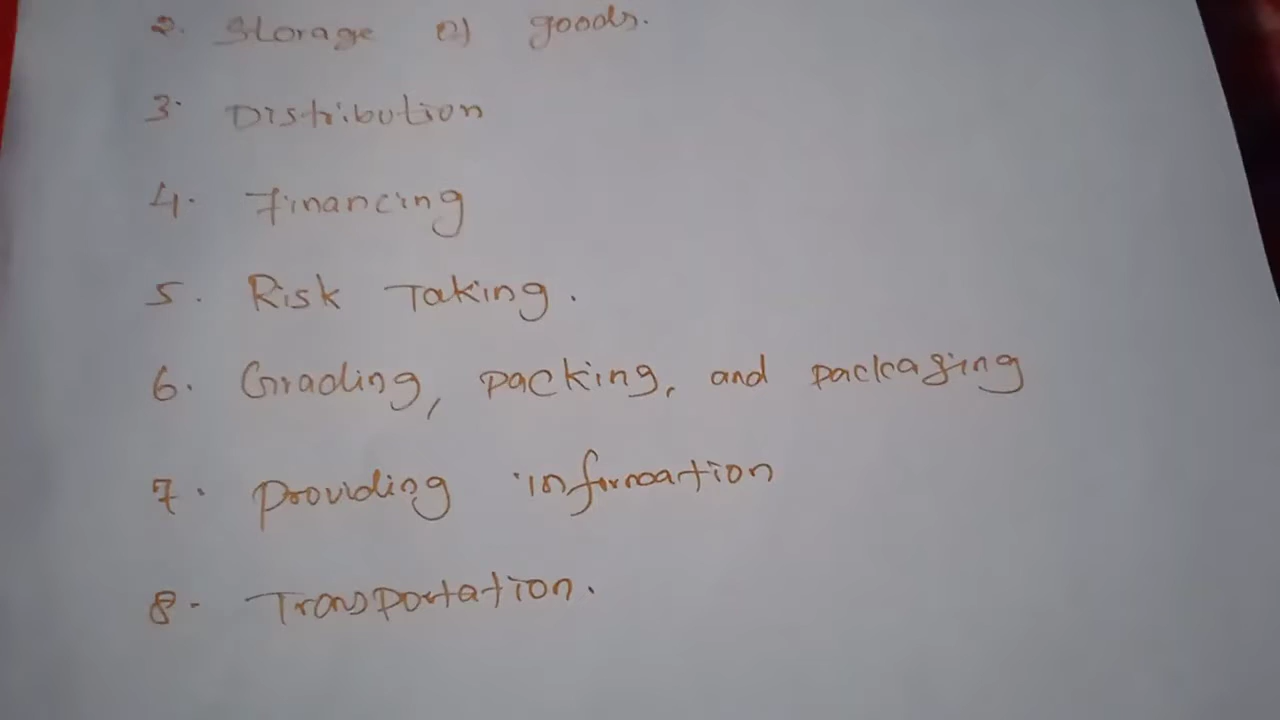 2. Storage of goods.
3. Distribution
4. Financing
5. Risk Taking.
6. Grading, packing, and packaging
7. providing information
8. Transportation.